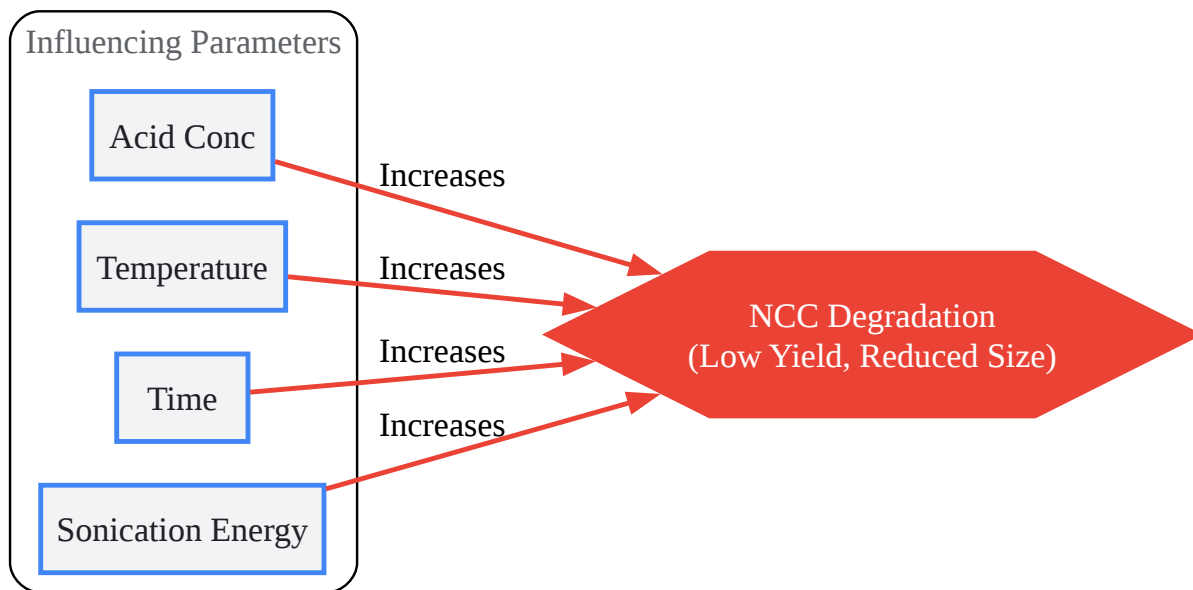 Influencing Parameters
Acid Conc
Increases
Temperature
Increases
NCC Degradation
(Low Yield, Reduced Size)
Time
Increases
Sonication Energy
Increases